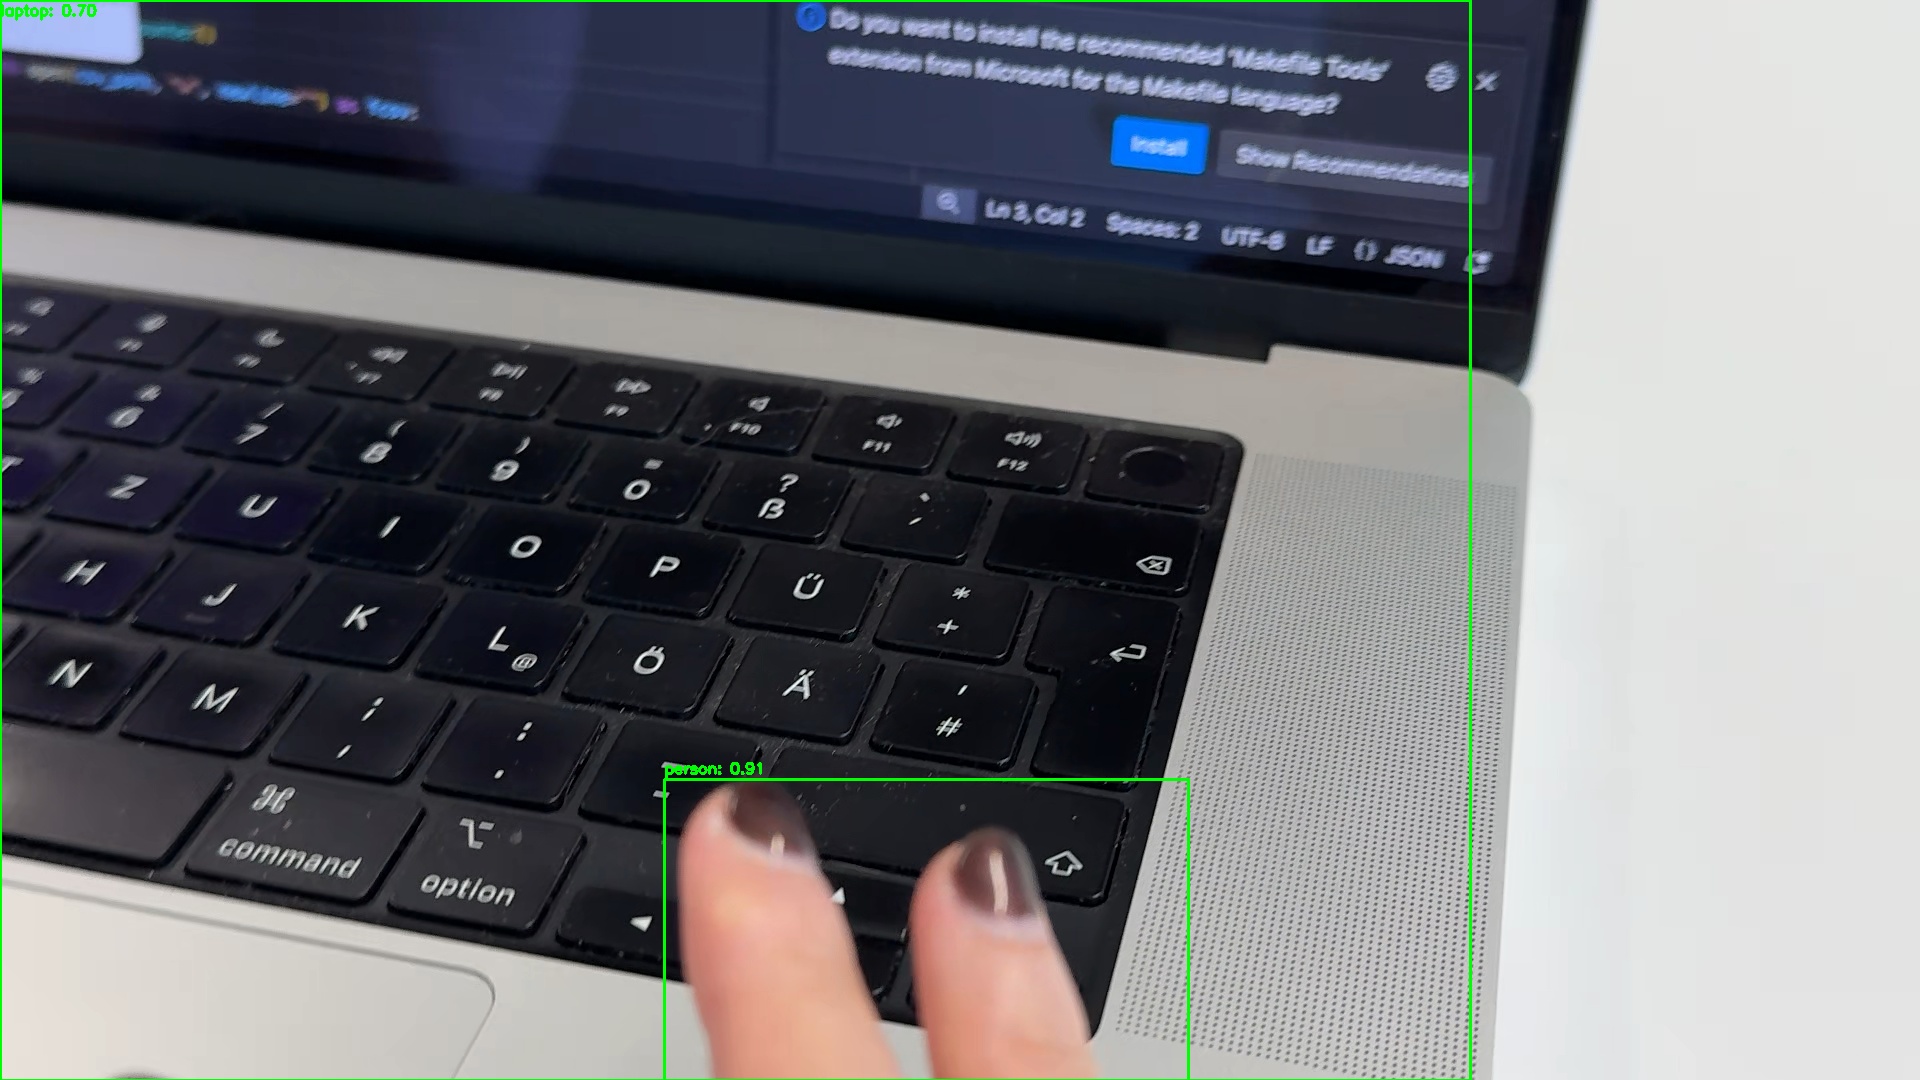 laptop: 0.70
Do you want to install the recommended 'Makefile Tools'
extension from Microsoft for the Makefile language?
Install
Show Recommendations
Ln 3, Col 2
Spaces: 2
UTF-8
LF
{} JSON
F7
F8
F9
F10
F11
F12
%
5
&
6
/
7
(
8
)
9
=
0
?
ß
`
´
T
Z
U
I
O
P
Ü
*
+
H
J
K
L
@
Ö
Ä
'
#
N
M
;
,
:
.
person: 0.91
_
-
⌘
command
⌥
option